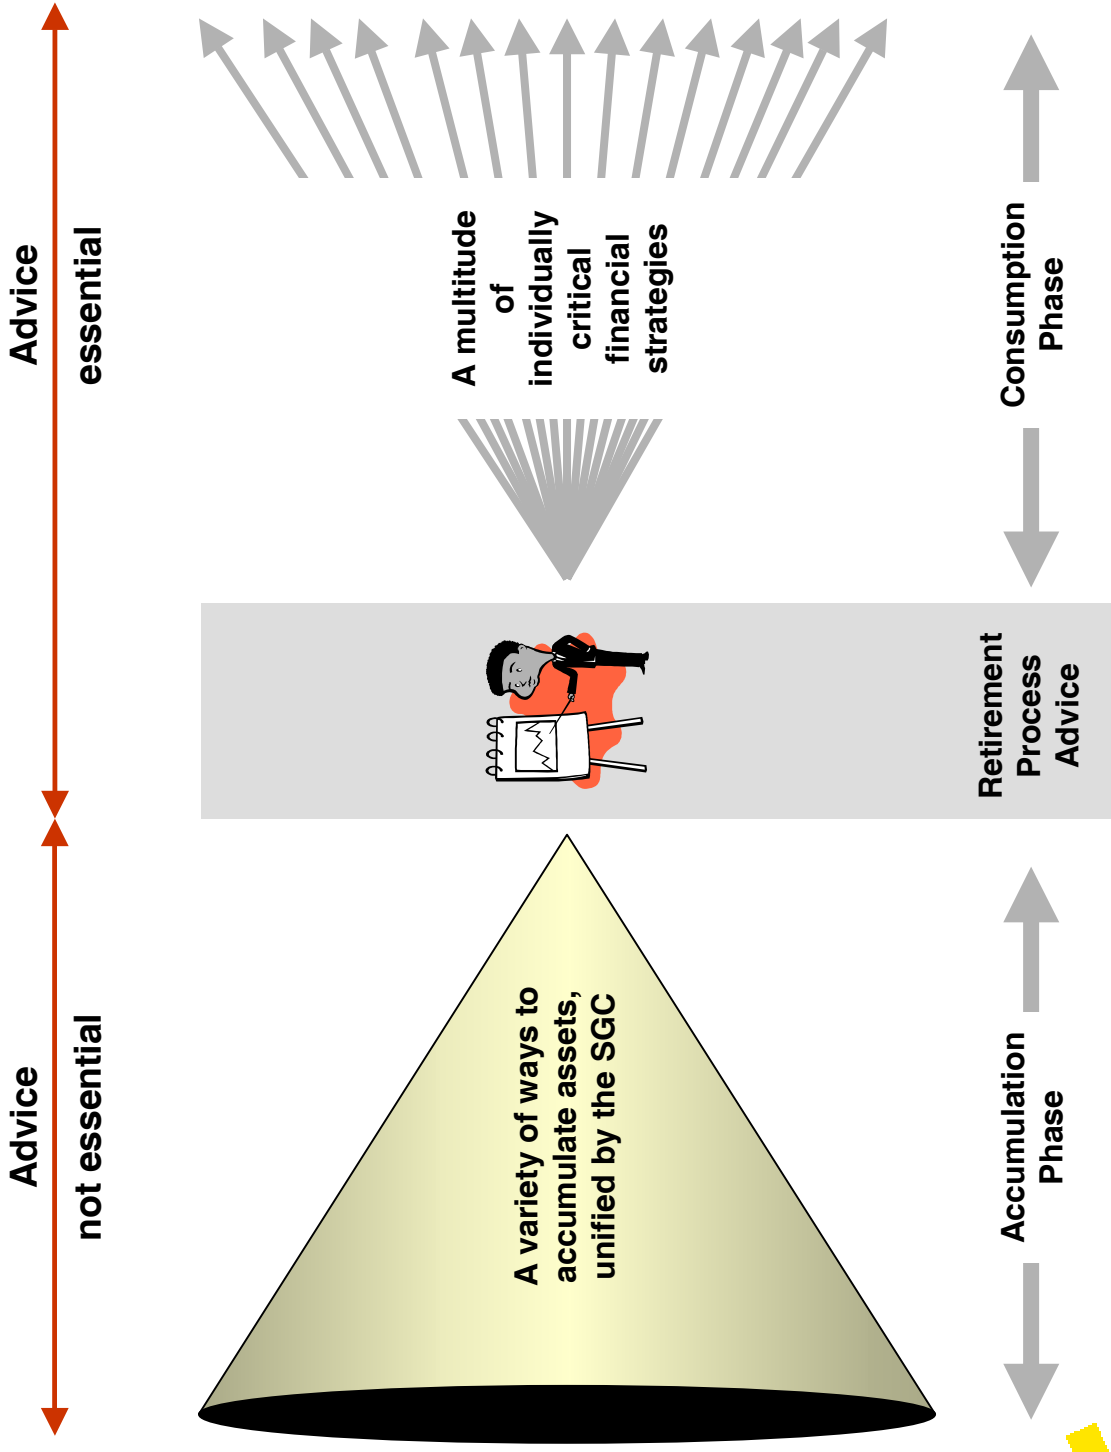 Advice
not essential
Advice
essential
A variety of ways to
accumulate assets,
unified by the SGC
A multitude
of
individually
critical
financial
strategies
Accumulation
Phase
Retirement
Process
Advice
Consumption
Phase